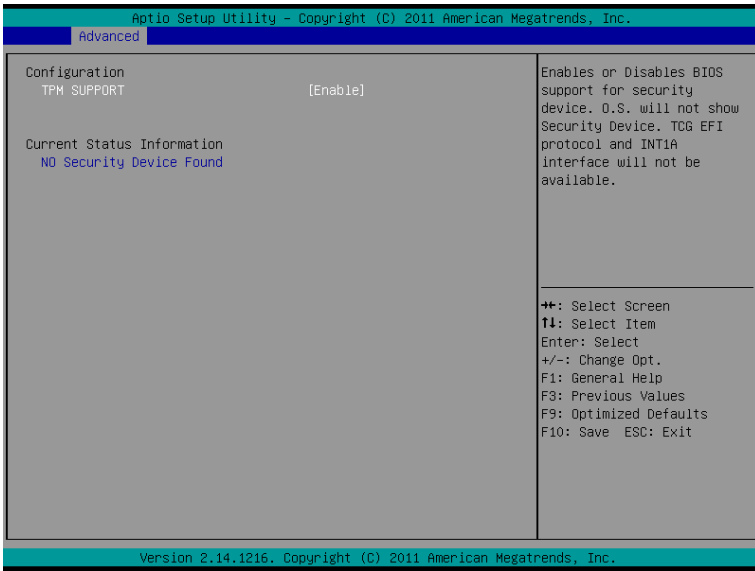 Aptio Setup Utility – Copyright (C) 2011 American Megatrends, Inc.
Advanced
Configuration
TPM SUPPORT [Enable]
Current Status Information
NO Security Device Found
Enables or Disables BIOS
support for security
device. O.S. will not show
Security Device. TCG EFI
protocol and INT1A
interface will not be
available.
→←: Select Screen
↑↓: Select Item
Enter: Select
+/-: Change Opt.
F1: General Help
F3: Previous Values
F9: Optimized Defaults
F10: Save ESC: Exit
Version 2.14.1216. Copyright (C) 2011 American Megatrends, Inc.